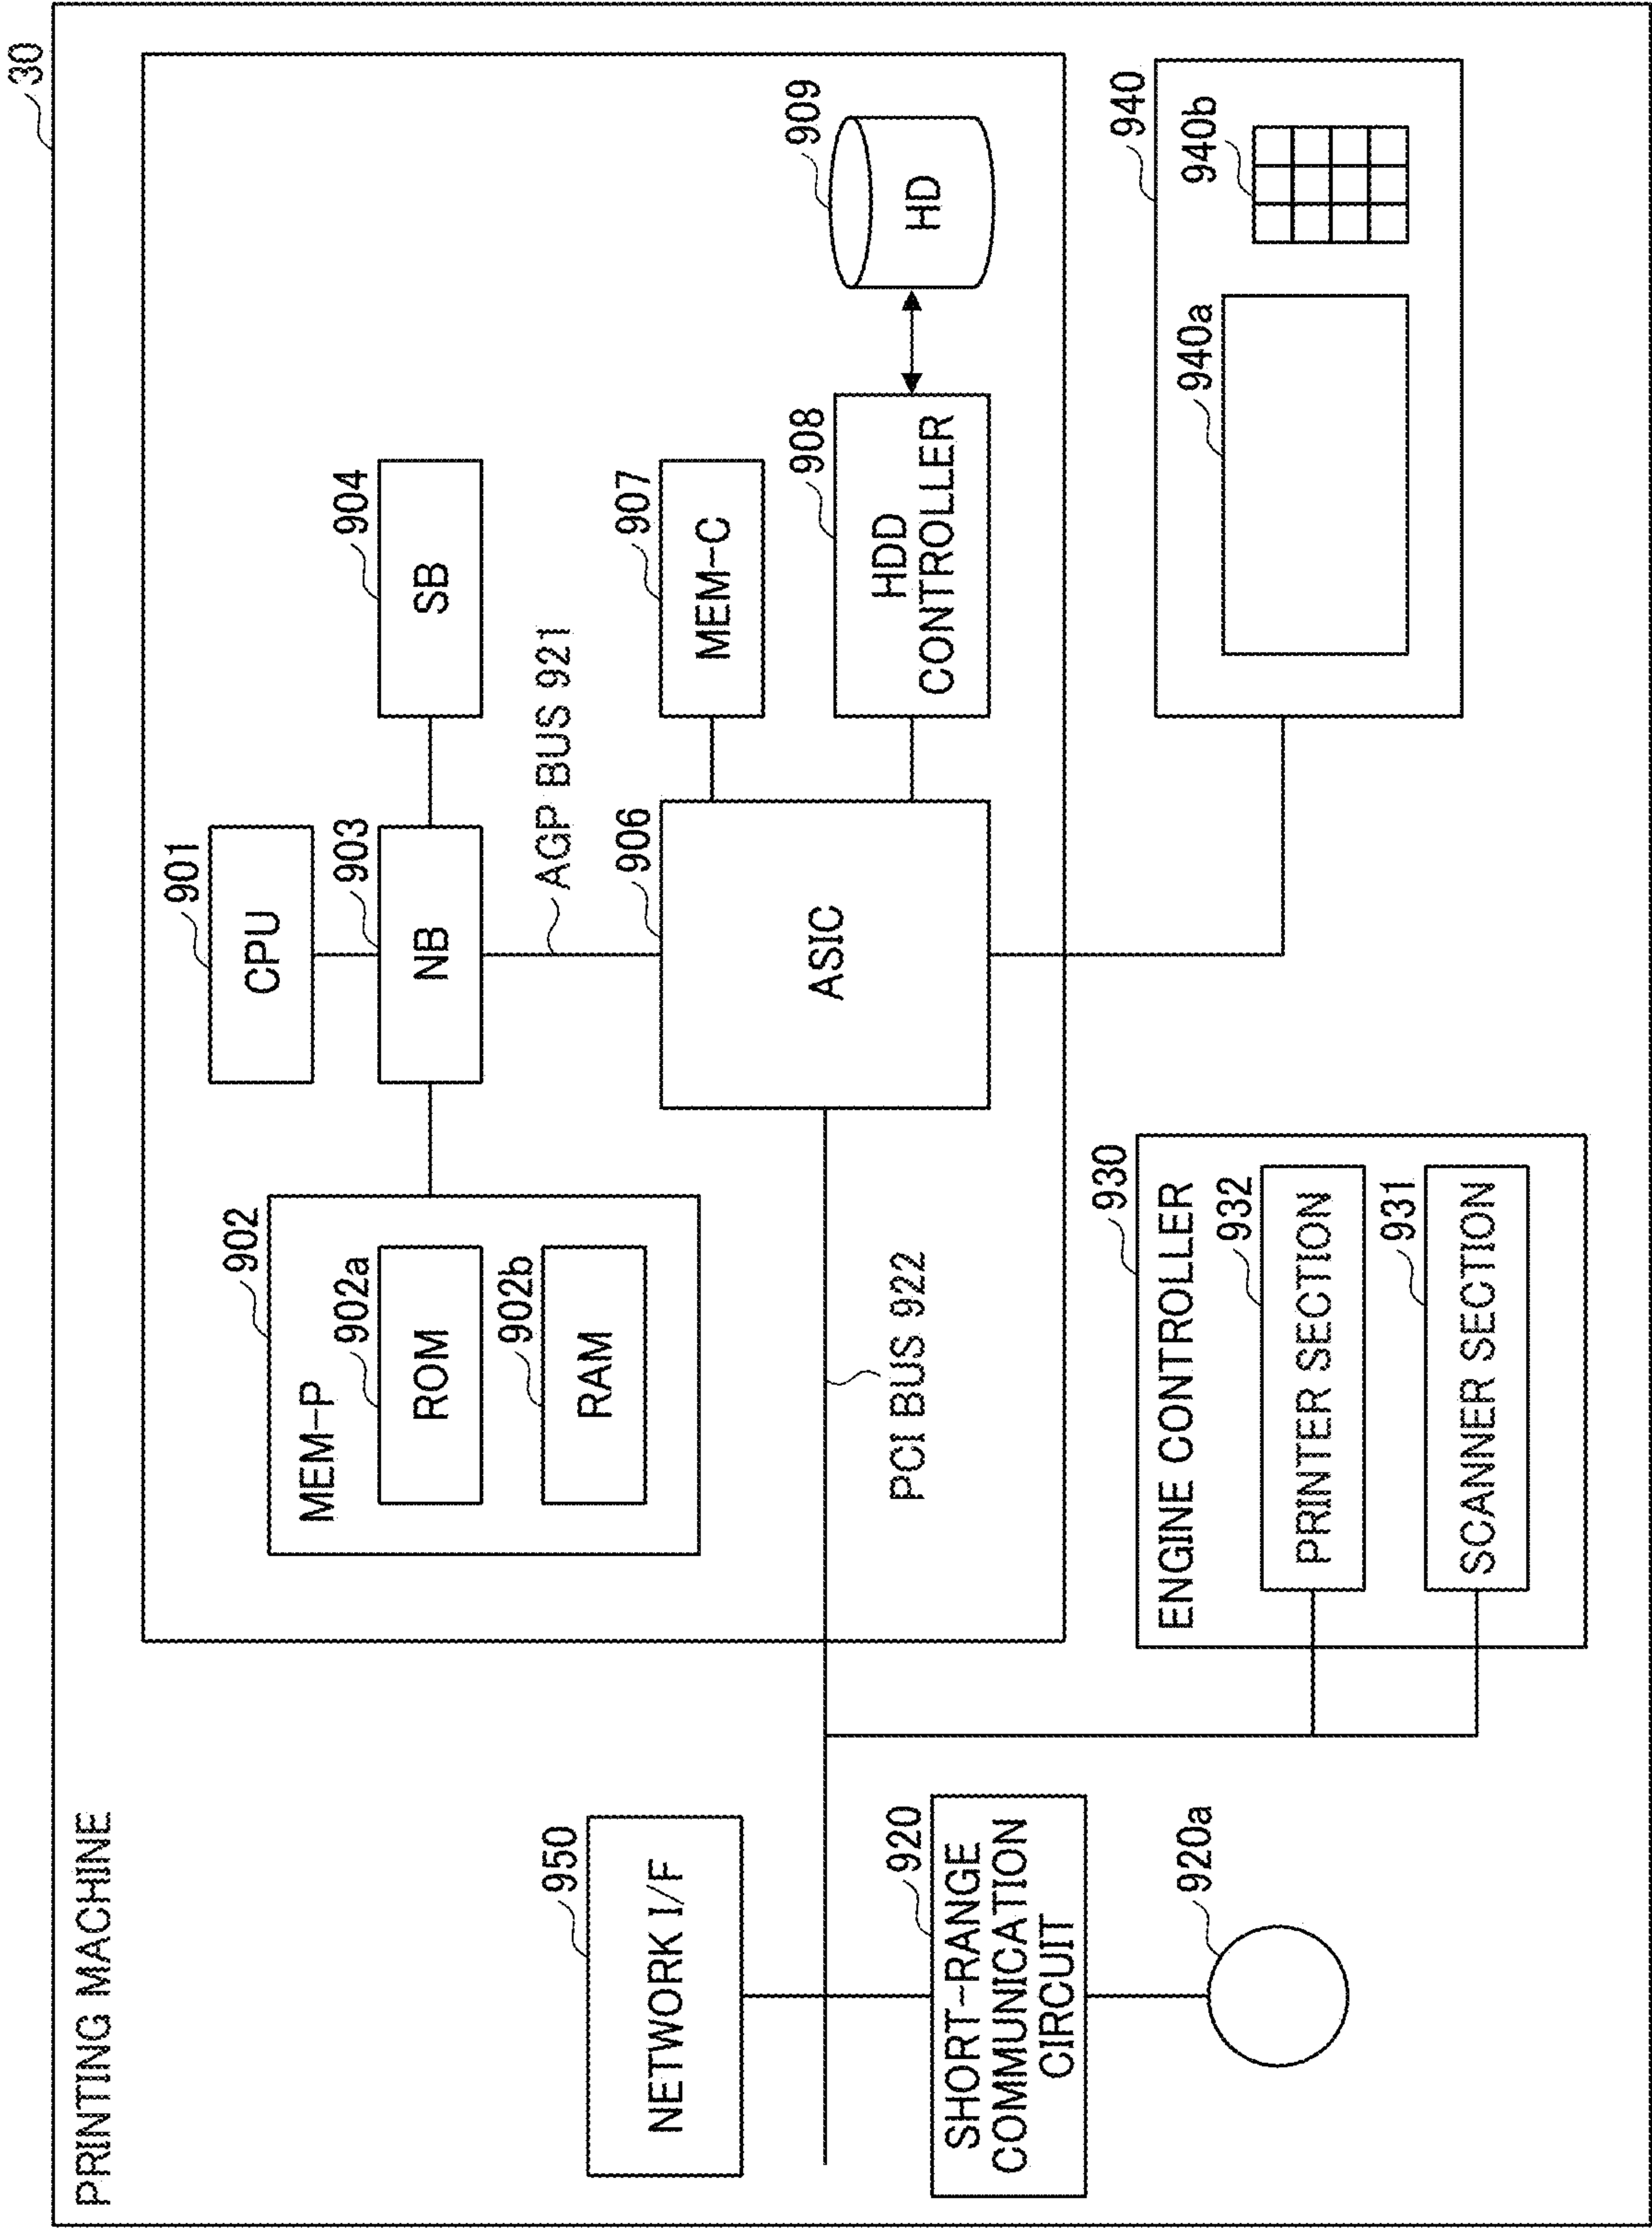 30
PRINTING MACHINE
901
CPU
902
MEM-P
902a
ROM
902b
RAM
903
NB
904
SB
AGP BUS 921
906
ASIC
907
MEM-C
908
HDD
CONTROLLER
909
HD
PCI BUS 922
950
NETWORK I/F
920
SHORT-RANGE
COMMUNICATION
CIRCUIT
920a
930
ENGINE CONTROLLER
932
PRINTER SECTION
931
SCANNER SECTION
940
940a
940b